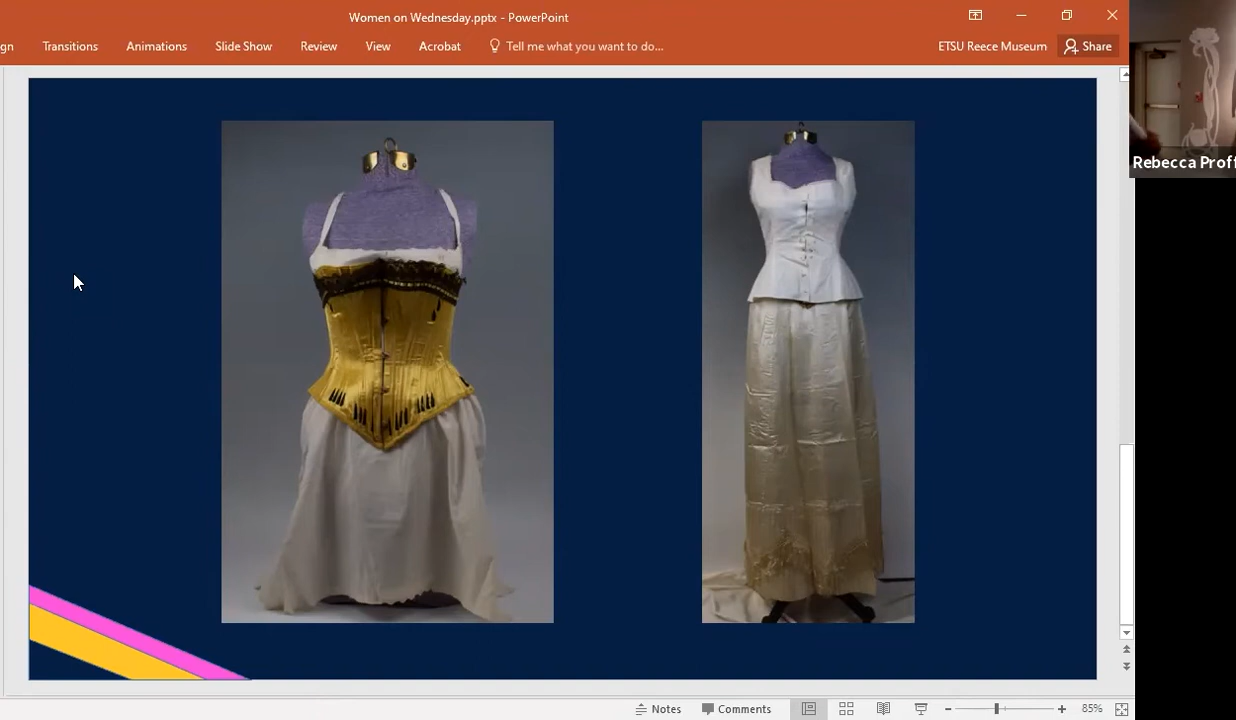 Women on Wednesday.pptx - PowerPoint
gn Transitions Animations Slide Show Review View Acrobat Tell me what you want to do... ETSU Reece Museum Share
Rebecca Proff
Notes Comments 85%